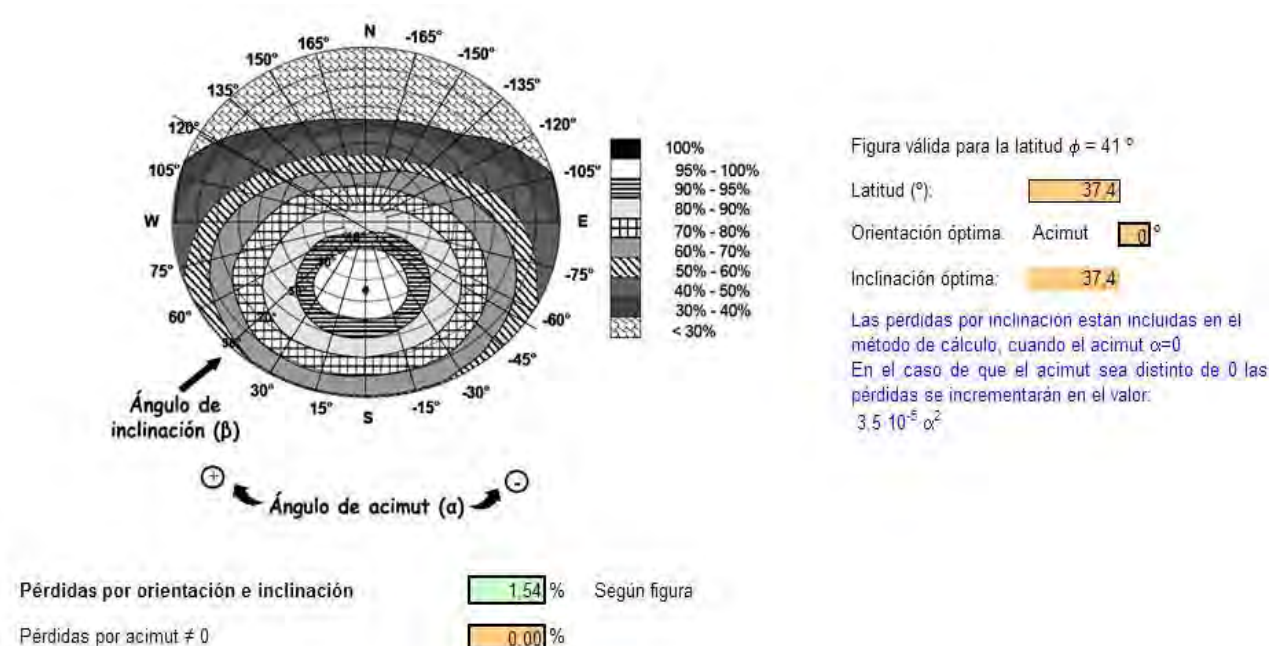 N
165°
-165°
150°
-150°
135°
-135°
120°
-120°
105°
-105°
W
E
75°
-75°
60°
-60°
-45°
30°
-30°
15°
-15°
S
100%
95% - 100%
90% - 95%
80% - 90%
70% - 80%
60% - 70%
50% - 60%
40% - 50%
30% - 40%
< 30%
Ángulo de
inclinación (β)
+
Ángulo de acimut (α)
-
Figura válida para la latitud ϕ = 41 º
Latitud (º): 37,4
Orientación óptima. Acimut 0 º
Inclinación óptima: 37,4
Las perdidas por inclinación están incluidas en el
método de cálculo, cuando el acimut α=0
En el caso de que el acimut sea distinto de 0 las
pérdidas se incrementarán en el valor:
3,5 10⁻⁵ α²
Pérdidas por orientación e inclinación 1,54 % Según figura
Pérdidas por acimut ≠ 0 0,00 %